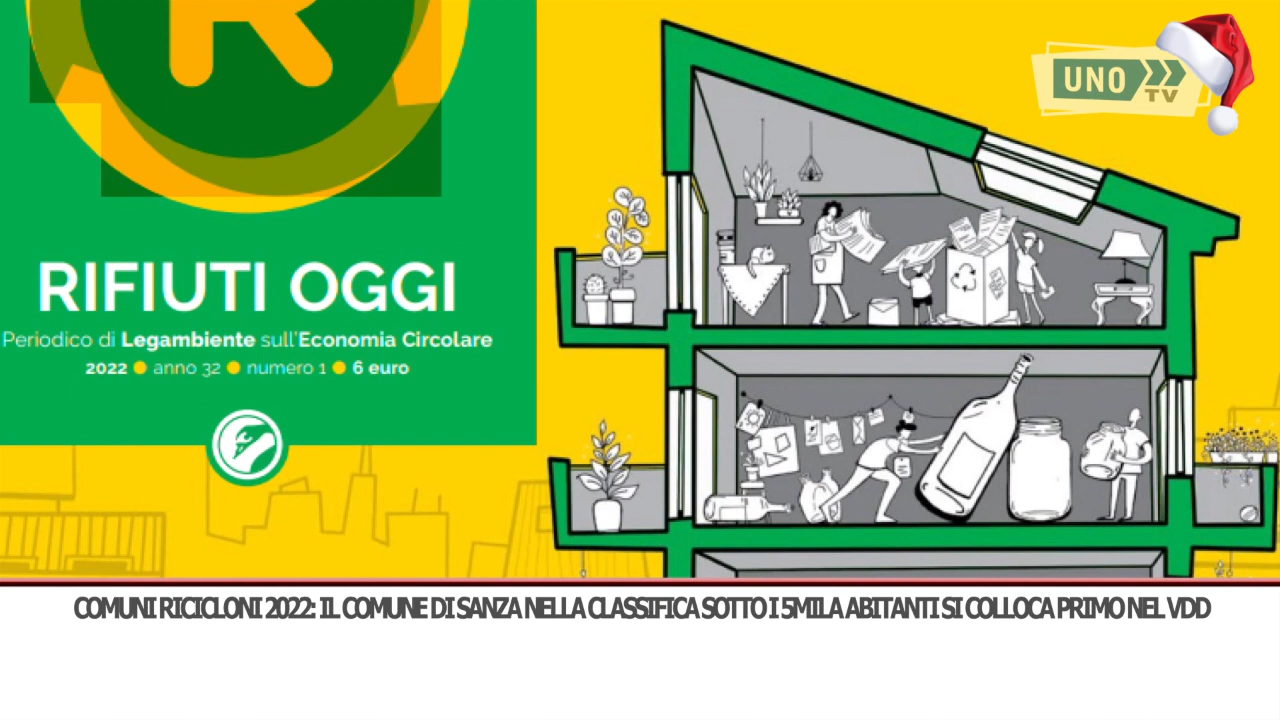 R
UNO
TV
RIFIUTI OGGI
Periodico di Legambiente sull'Economia Circolare
2022 ● anno 32 ● numero 1 ● 6 euro
COMUNI RICICLONI 2022: IL COMUNE DI SANZA NELLA CLASSIFICA SOTTO I 5MILA ABITANTI SI COLLOCA PRIMO NEL VDD